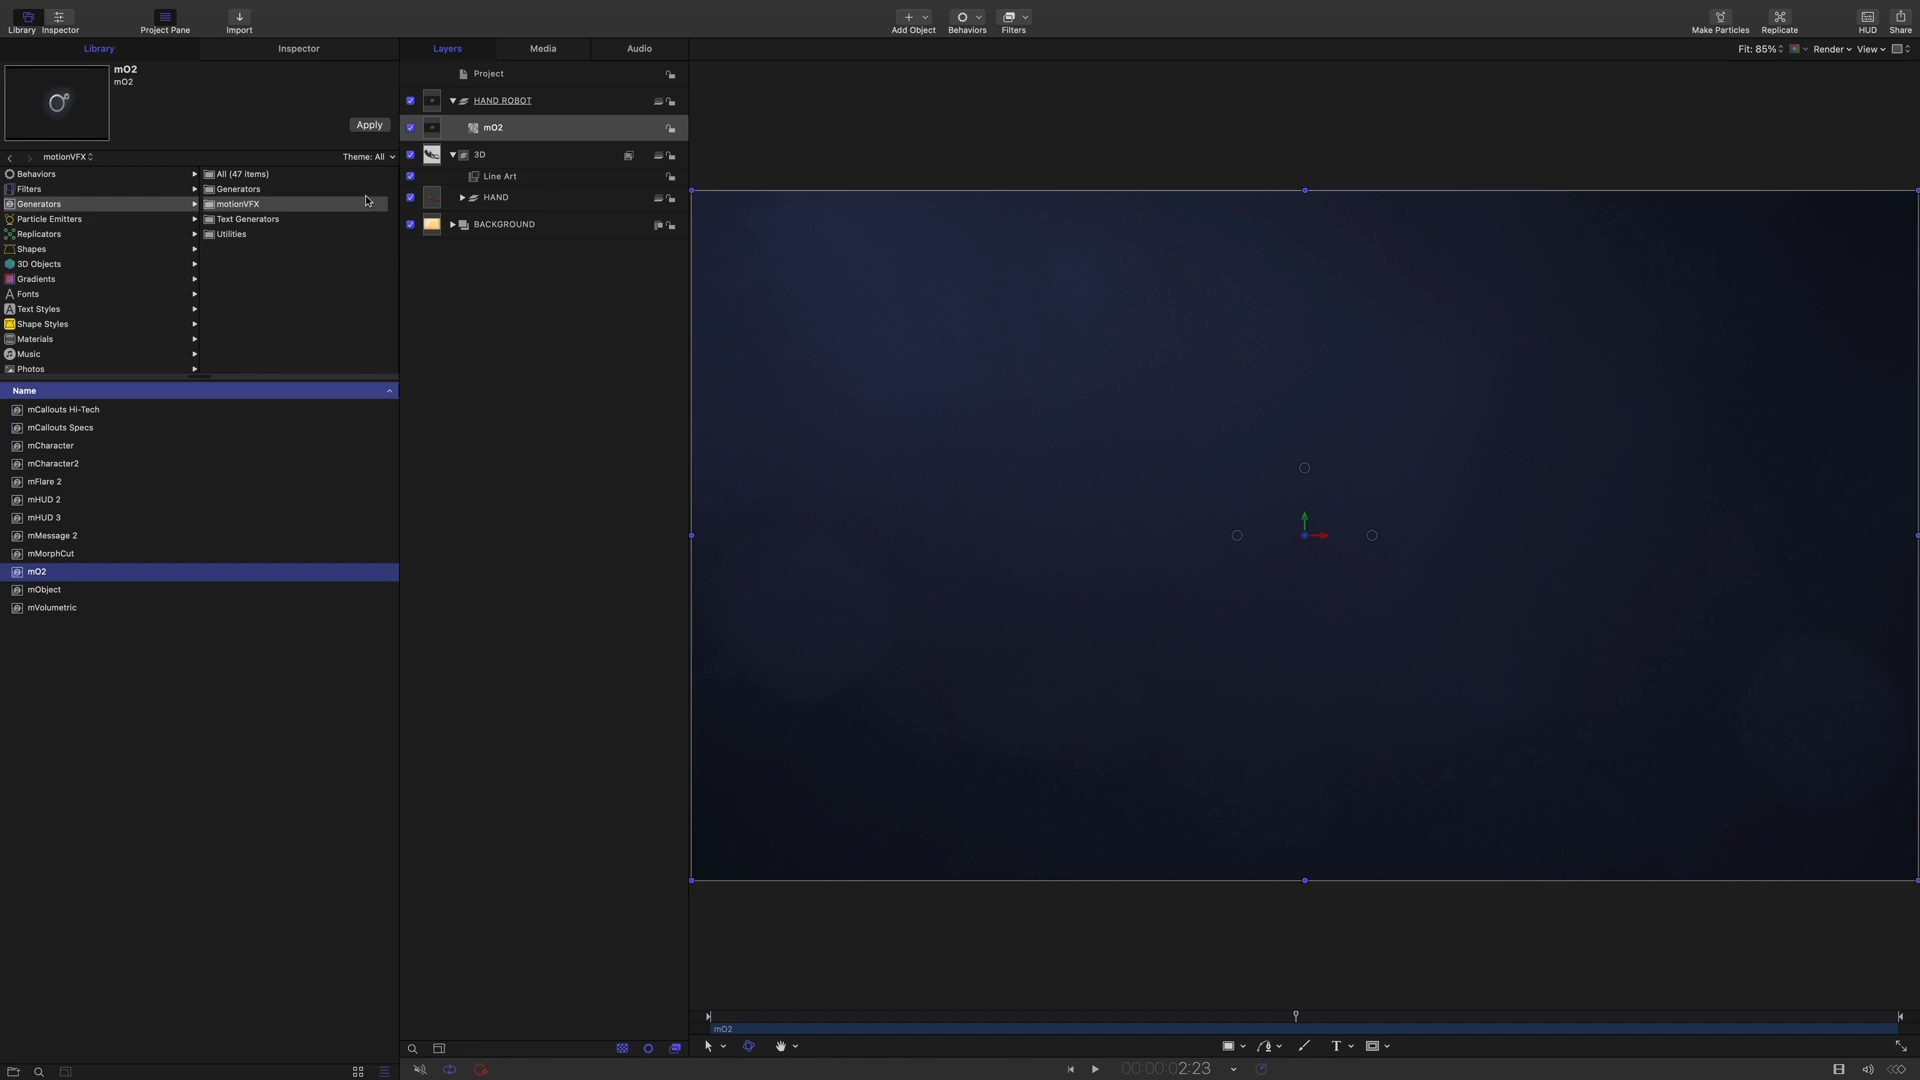 Library Inspector Project Pane Import Add Object Behaviors Filters Make Particles Replicate HUD Share
Library Inspector Layers Media Audio Fit: 85% Render View
mO2
mO2
Apply
motionVFX Theme: All
Behaviors
Filters
Generators
Particle Emitters
Replicators
Shapes
3D Objects
Gradients
Fonts
Text Styles
Shape Styles
Materials
Music
Photos
All (47 items)
Generators
motionVFX
Text Generators
Utilities
Name
mCallouts Hi-Tech
mCallouts Specs
mCharacter
mCharacter2
mFlare 2
mHUD 2
mHUD 3
mMessage 2
mMorphCut
mO2
mObject
mVolumetric
Project
HAND ROBOT
mO2
3D
Line Art
HAND
BACKGROUND
mO2
00:00:02:23